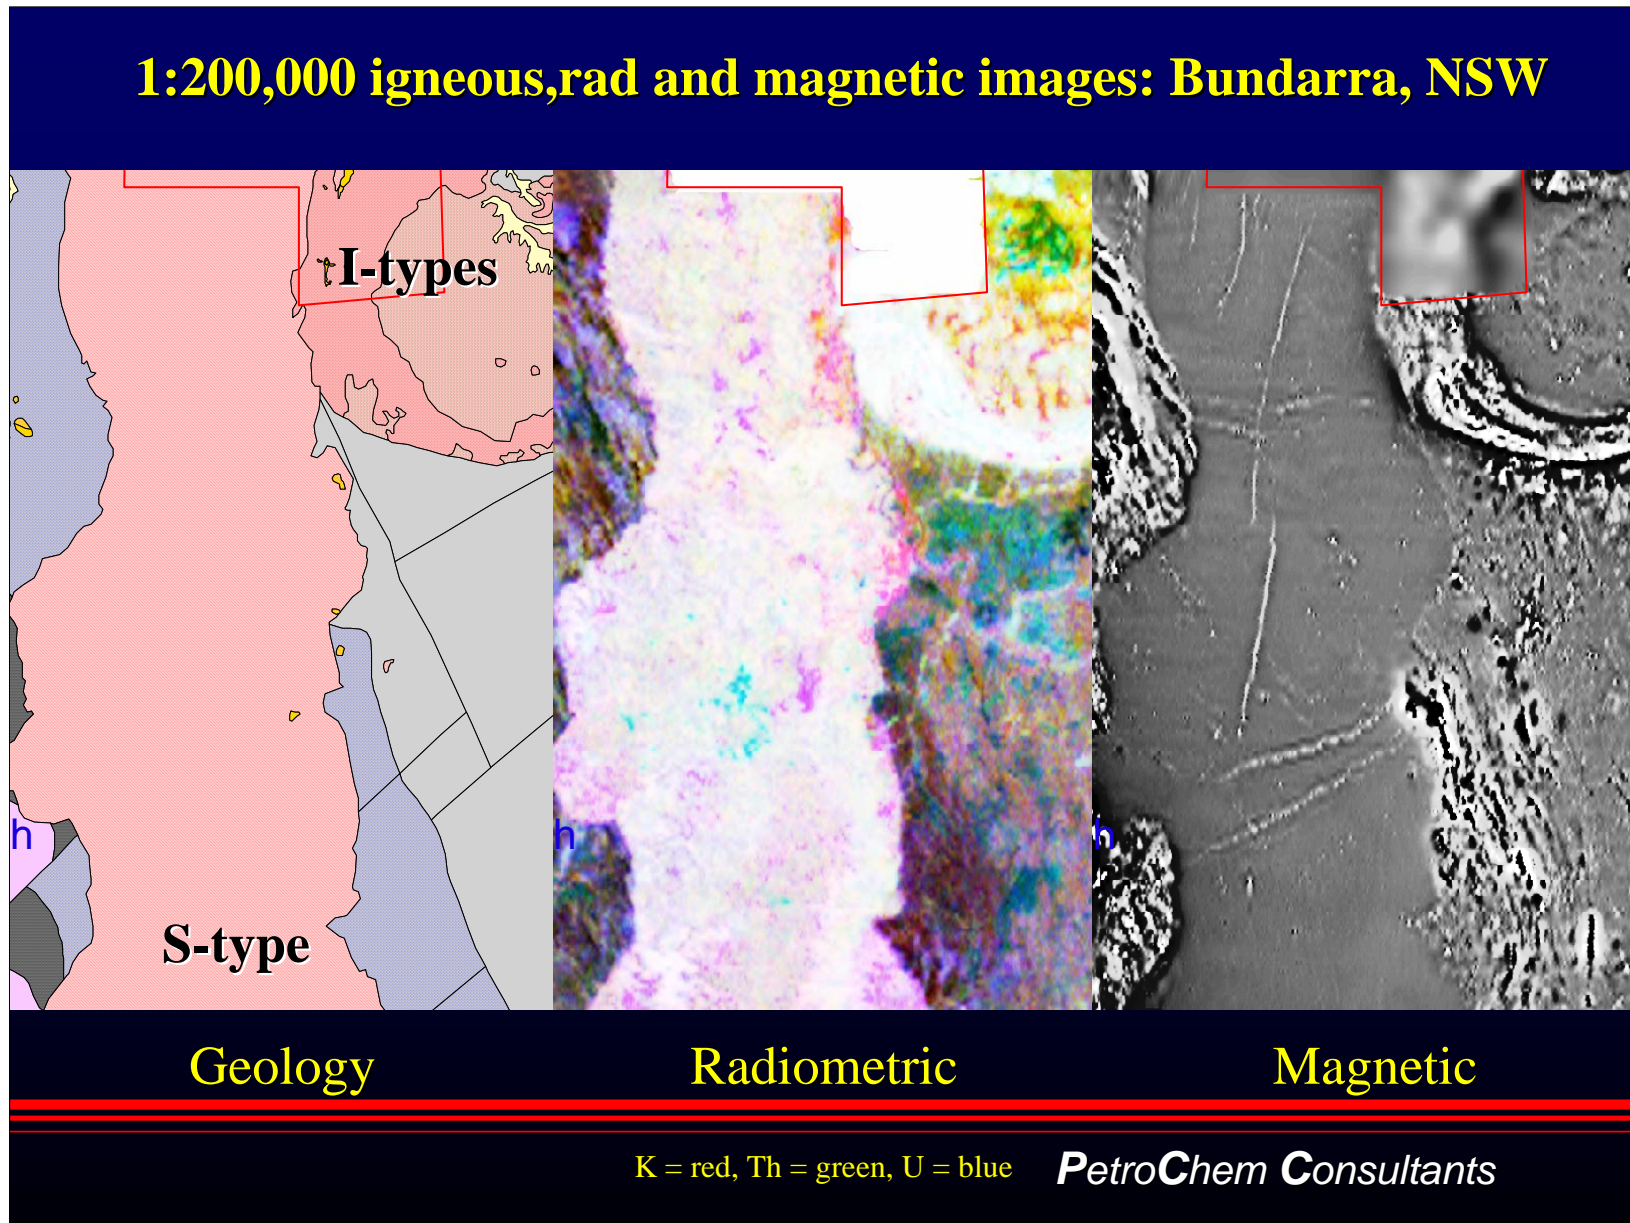 1:200,000 igneous,rad and magnetic images: Bundarra, NSW
I-types
h
h
h
S-type
Geology
Radiometric
Magnetic
K = red, Th = green, U = blue
PetroChem Consultants